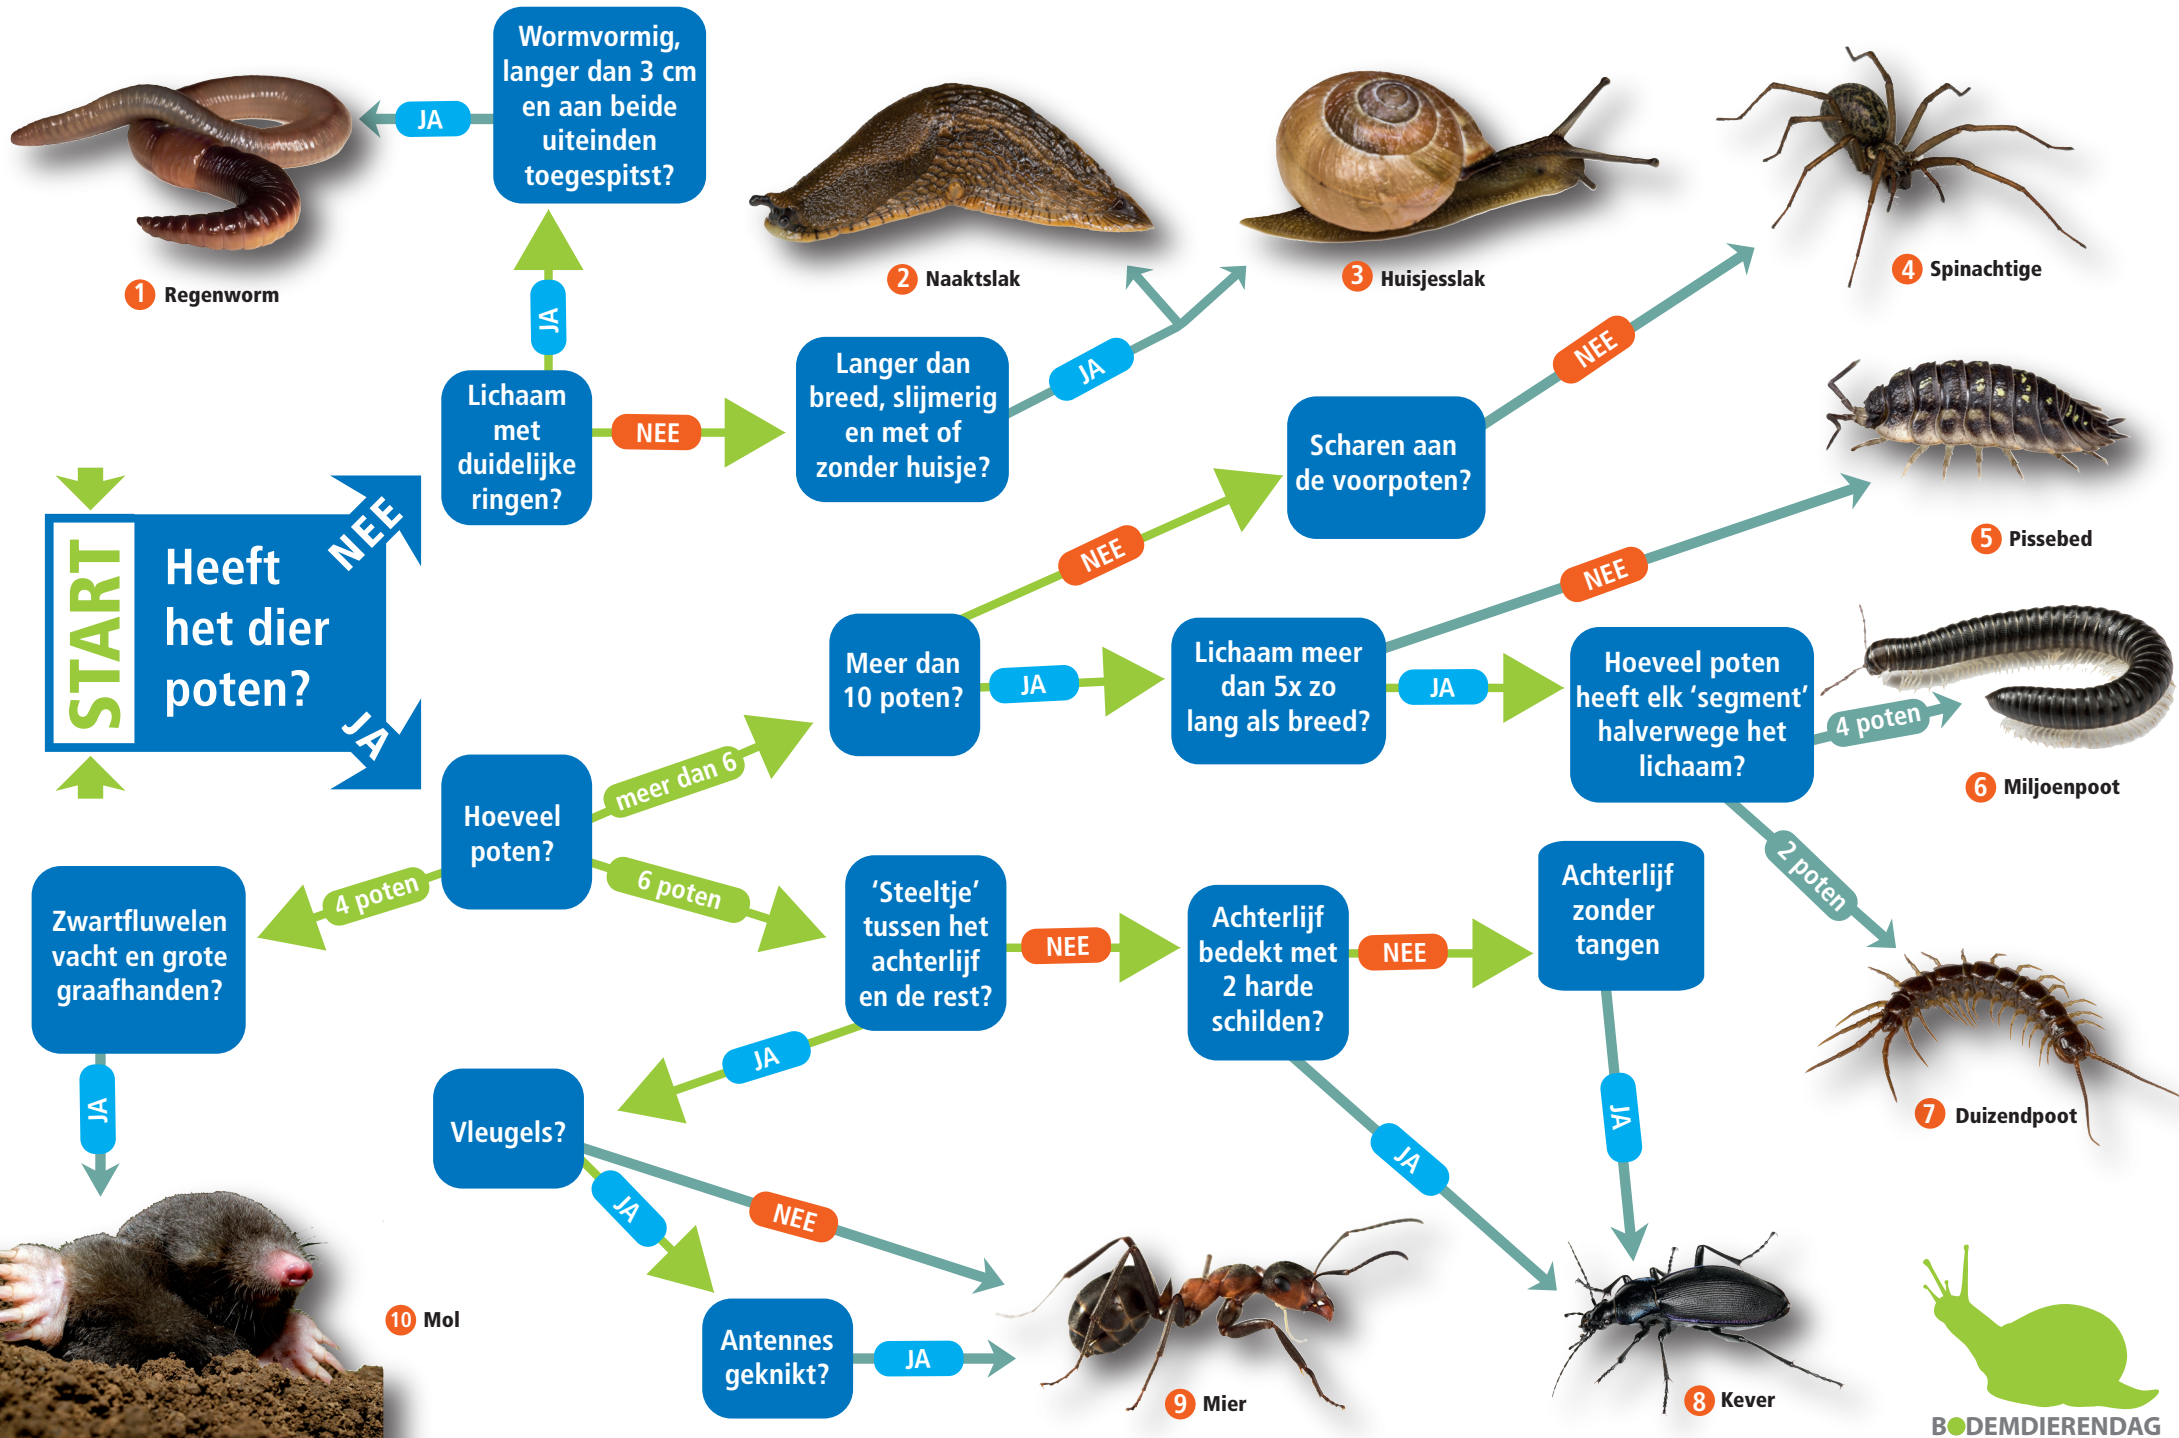 START
Heeft
het dier
poten?
NEE
JA
Lichaam
met
duidelijke
ringen?
JA
Wormvormig,
langer dan 3 cm
en aan beide
uiteinden
toegespitst?
JA
1 Regenworm
NEE
Langer dan
breed, slijmerig
en met of
zonder huisje?
JA
2 Naaktslak
3 Huisjesslak
Hoeveel
poten?
meer dan 6
Meer dan
10 poten?
NEE
Scharen aan
de voorpoten?
NEE
4 Spinachtige
JA
Lichaam meer
dan 5x zo
lang als breed?
NEE
5 Pissebed
JA
Hoeveel poten
heeft elk ‘segment’
halverwege het
lichaam?
4 poten
6 Miljoenpoot
2 poten
7 Duizendpoot
6 poten
‘Steeltje’
tussen het
achterlijf
en de rest?
NEE
Achterlijf
bedekt met
2 harde
schilden?
NEE
Achterlijf
zonder
tangen
JA
JA
8 Kever
JA
Vleugels?
NEE
JA
Antennes
geknikt?
JA
9 Mier
4 poten
Zwartfluwelen
vacht en grote
graafhanden?
JA
10 Mol
BODEMDIERENDAG